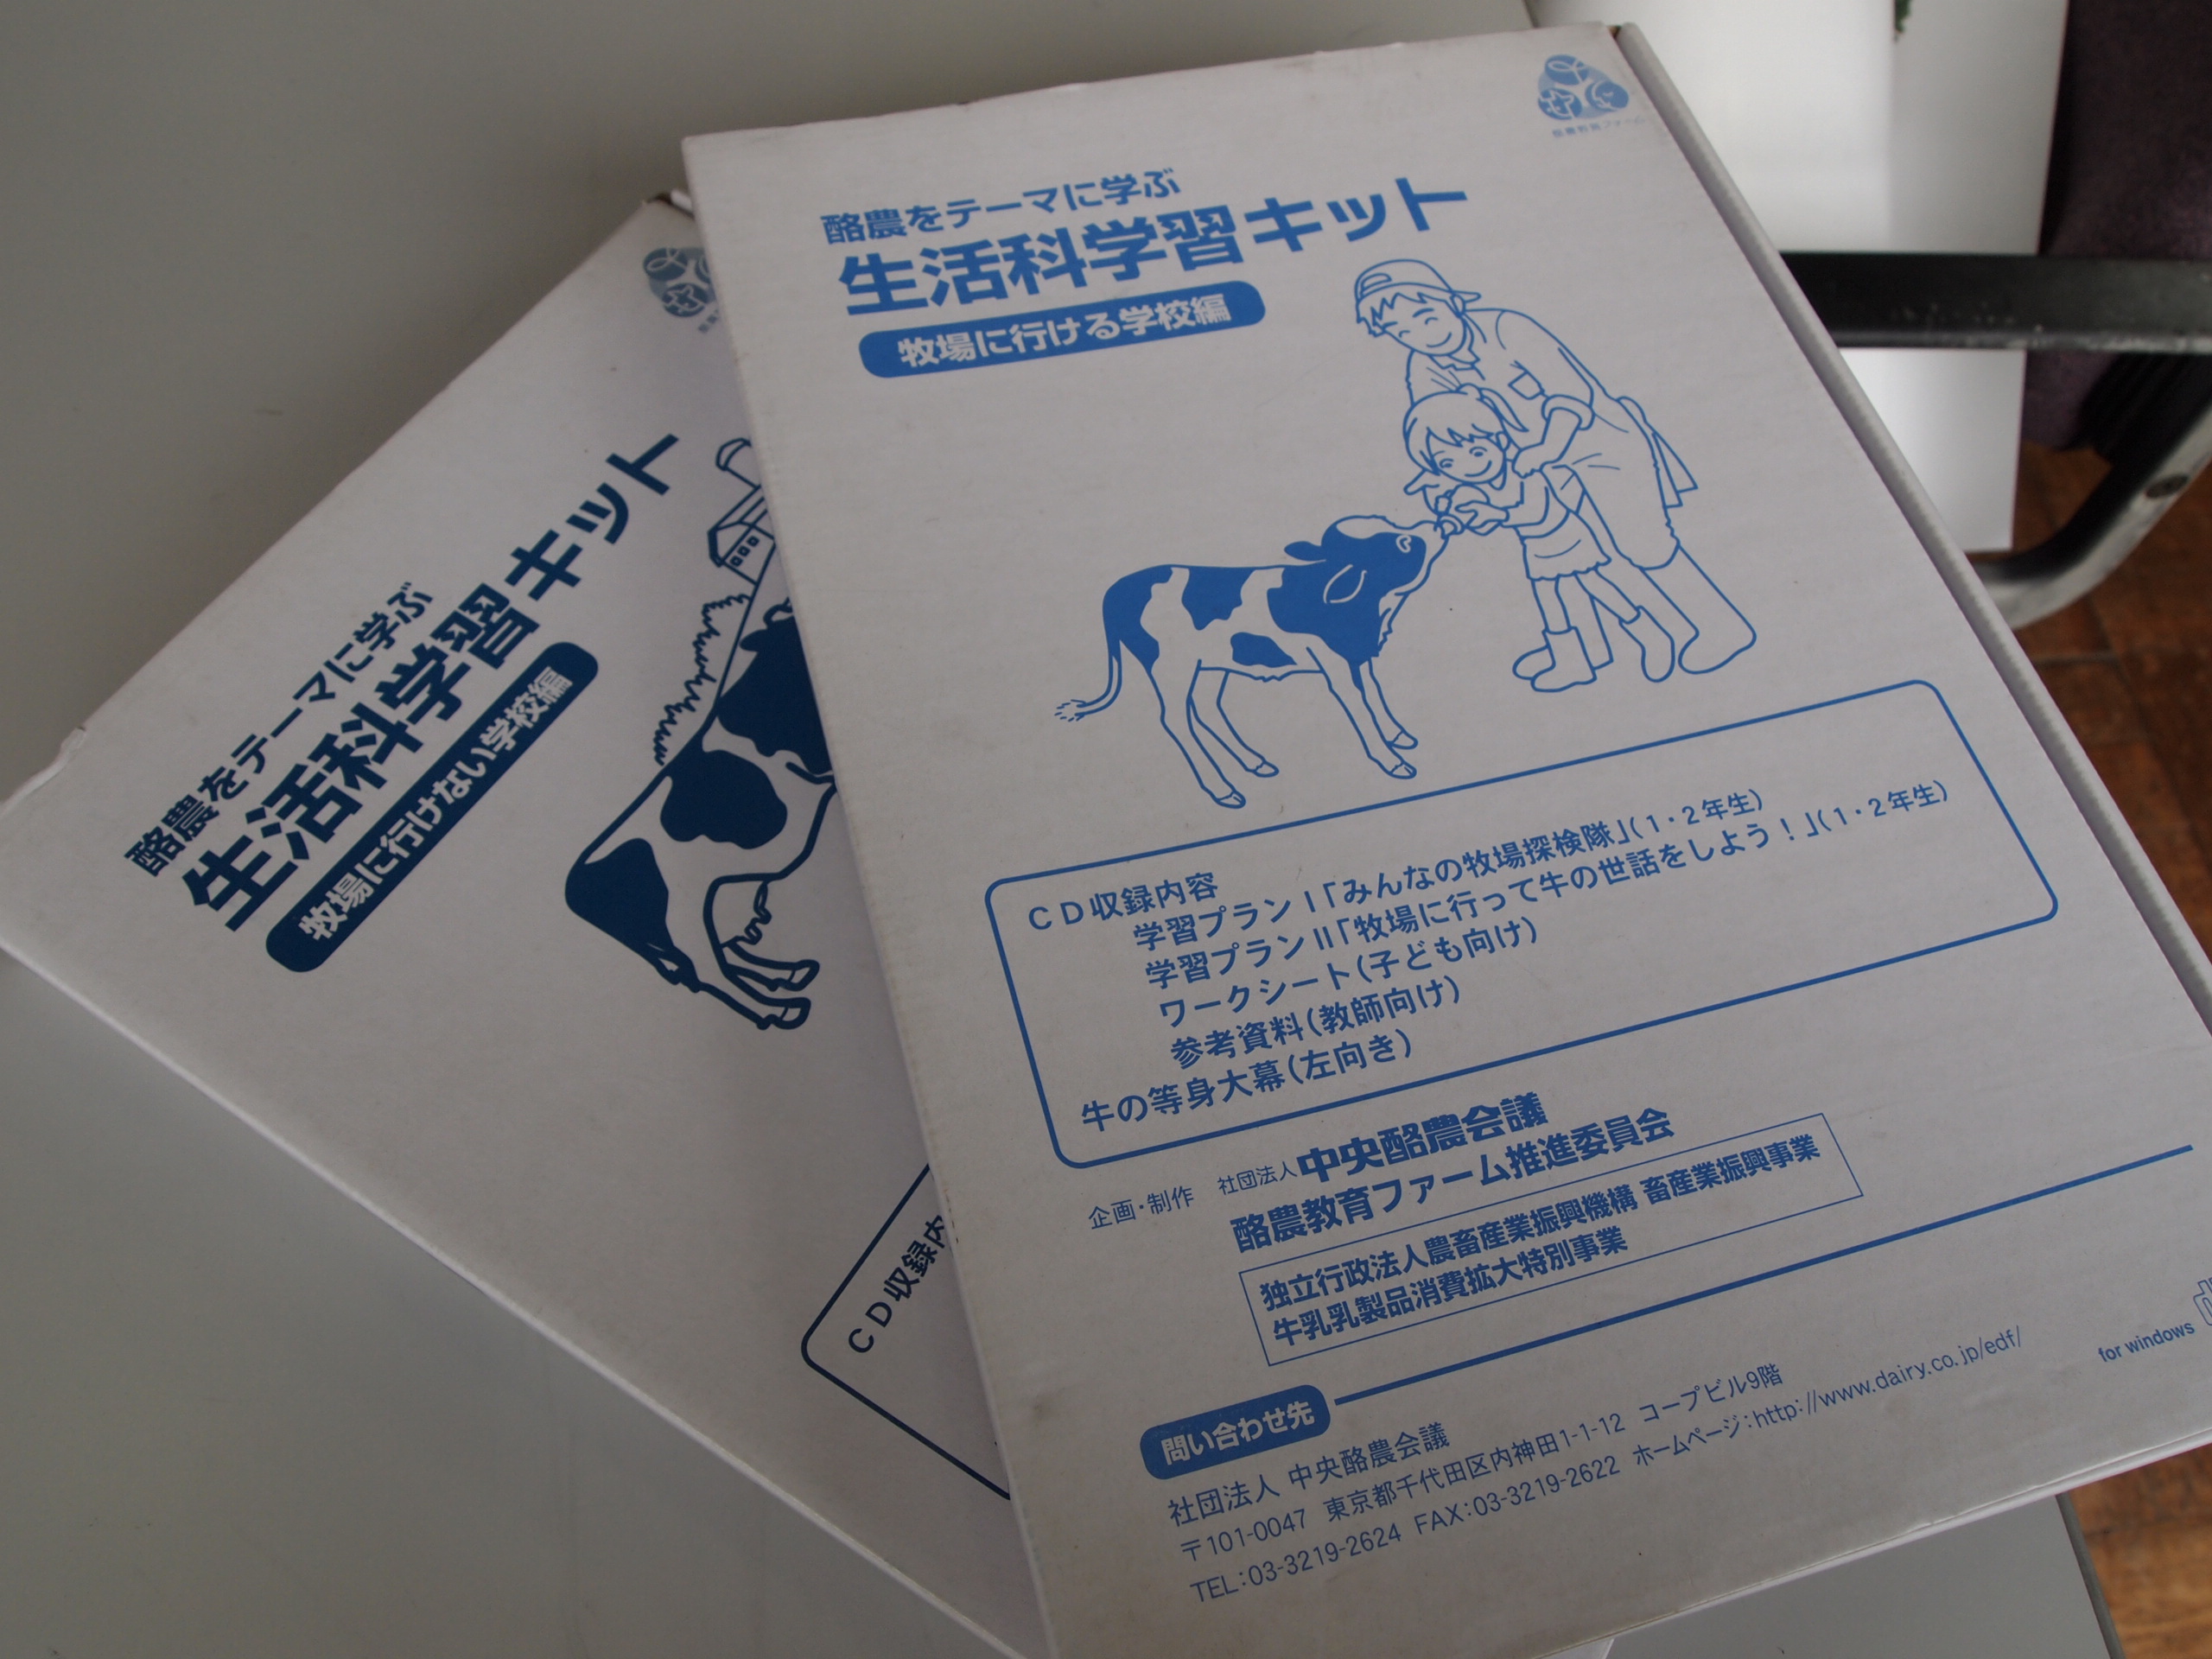 酪農教育ファーム
酪農をテーマに学ぶ
生活科学習キット
牧場に行ける学校編
CD収録内容
学習プランⅠ「みんなの牧場探検隊」(1・2年生)
学習プランⅡ「牧場に行って牛の世話をしよう！」(1・2年生)
ワークシート(子ども向け)
参考資料(教師向け)
牛の等身大幕(左向き)
企画・制作 社団法人中央酪農会議
酪農教育ファーム推進委員会
独立行政法人農畜産業振興機構 畜産業振興事業
牛乳乳製品消費拡大特別事業
問い合わせ先
社団法人 中央酪農会議
〒101-0047 東京都千代田区内神田1-1-12 コープビル9階
TEL:03-3219-2624 FAX:03-3219-2622 ホームページ:http://www.dairy.co.jp/edf/
for windows
酪農をテーマに学ぶ
生活科学習キット
牧場に行けない学校編
CD収録内